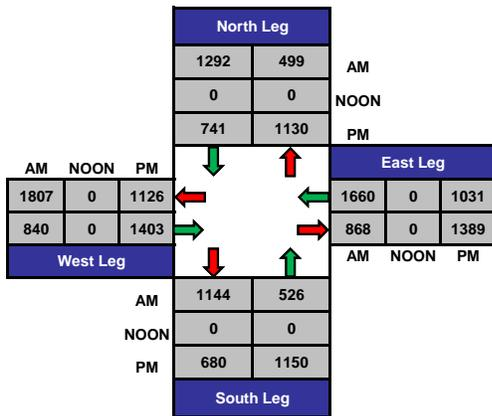 North Leg
1292 499 AM
0 0 NOON
741 1130 PM
AM NOON PM
East Leg
1807 0 1126
1660 0 1031
840 0 1403
868 0 1389
West Leg
AM NOON PM
AM 1144 526
NOON 0 0
PM 680 1150
South Leg